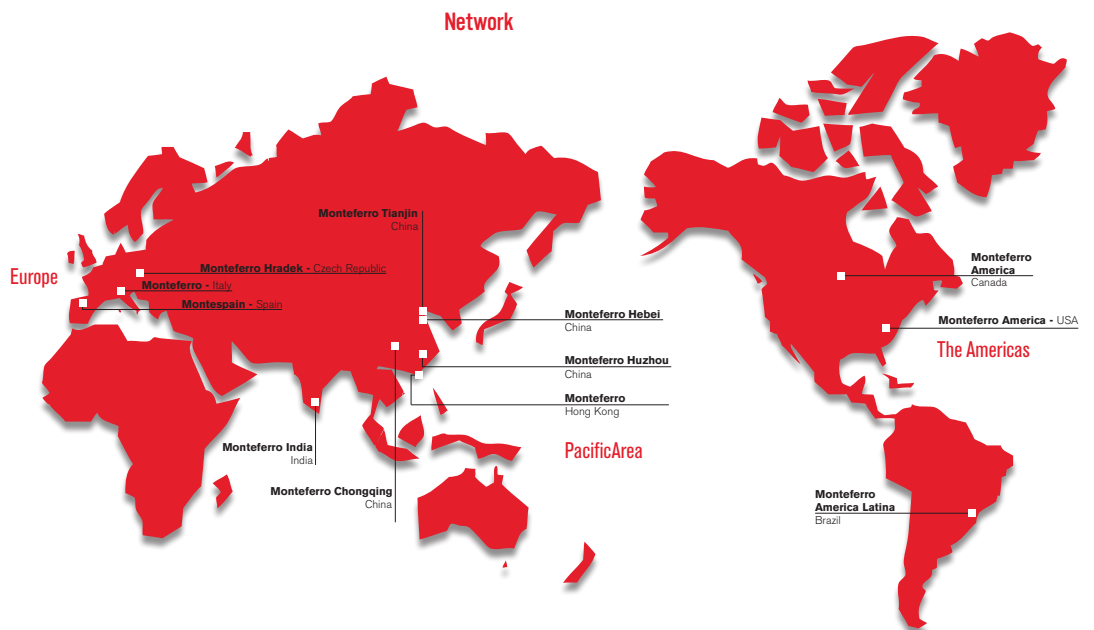 Network
Monteferro Tianjin
China
Europe
Monteferro Hradek - Czech Republic
Monteferro - Italy
Montespain - Spain
Monteferro Hebei
China
Monteferro Huzhou
China
Monteferro
Hong Kong
PacificArea
Monteferro India
India
Monteferro Chongqing
China
Monteferro
America
Canada
Monteferro America - USA
The Americas
Monteferro
America Latina
Brazil